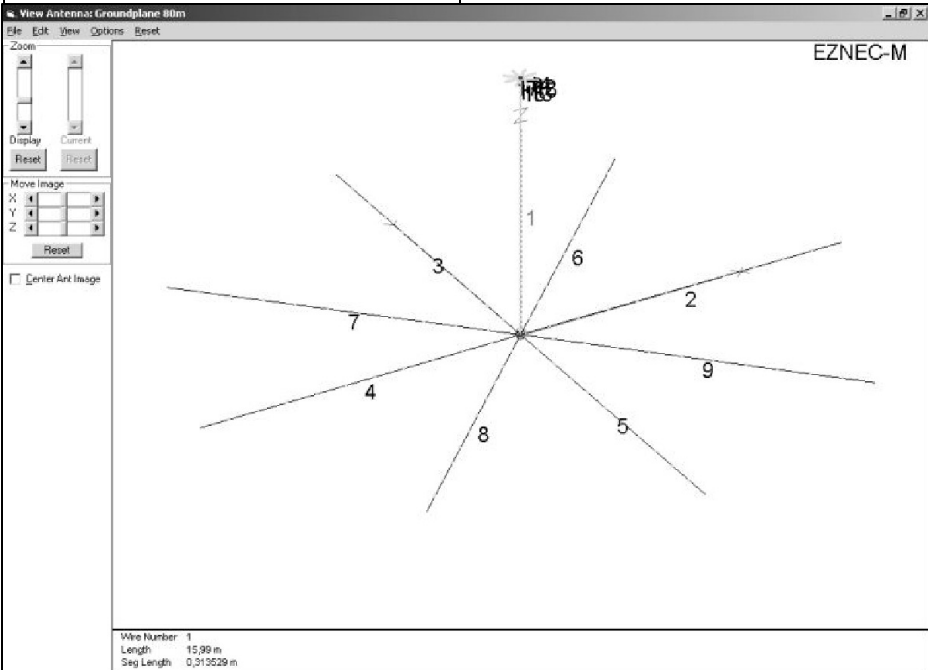 View Antenna: Groundplane 80m
File Edit View Options Reset
Zoom
Display Current
Reset Reset
Move Image
X
Y
Z
Reset
Center Ant Image
EZNEC-M
Z
1
6
3
2
7
9
4
5
8
Wire Number 1
Length 15,99 m
Seg Length 0,313529 m